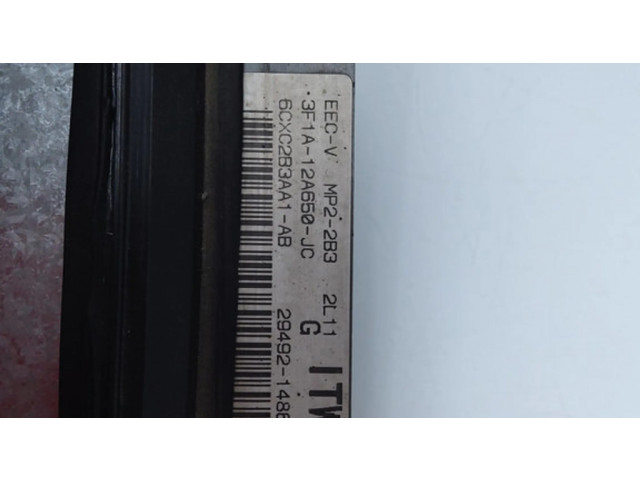 EEC-V MP2-2B3 2L11
3F1A-12A650-JC G
6CXC2B3AA1-AB
29492-148